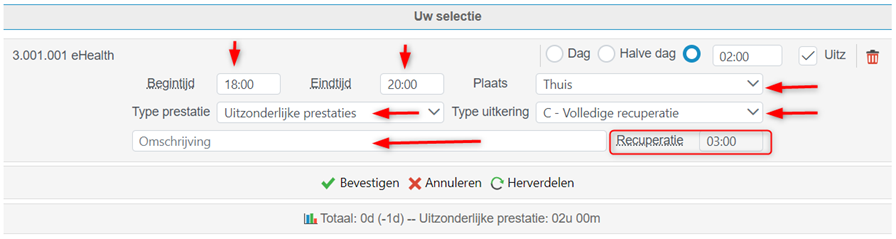 Uw selectie
3.001.001 eHealth Dag Halve dag 02:00 Uitz
Begintijd 18:00 Eindtijd 20:00 Plaats Thuis
Type prestatie Uitzonderlijke prestaties Type uitkering C - Volledige recuperatie
Omschrijving Recuperatie 03:00
Bevestigen Annuleren Herverdelen
Totaal: 0d (-1d) -- Uitzonderlijke prestatie: 02u 00m